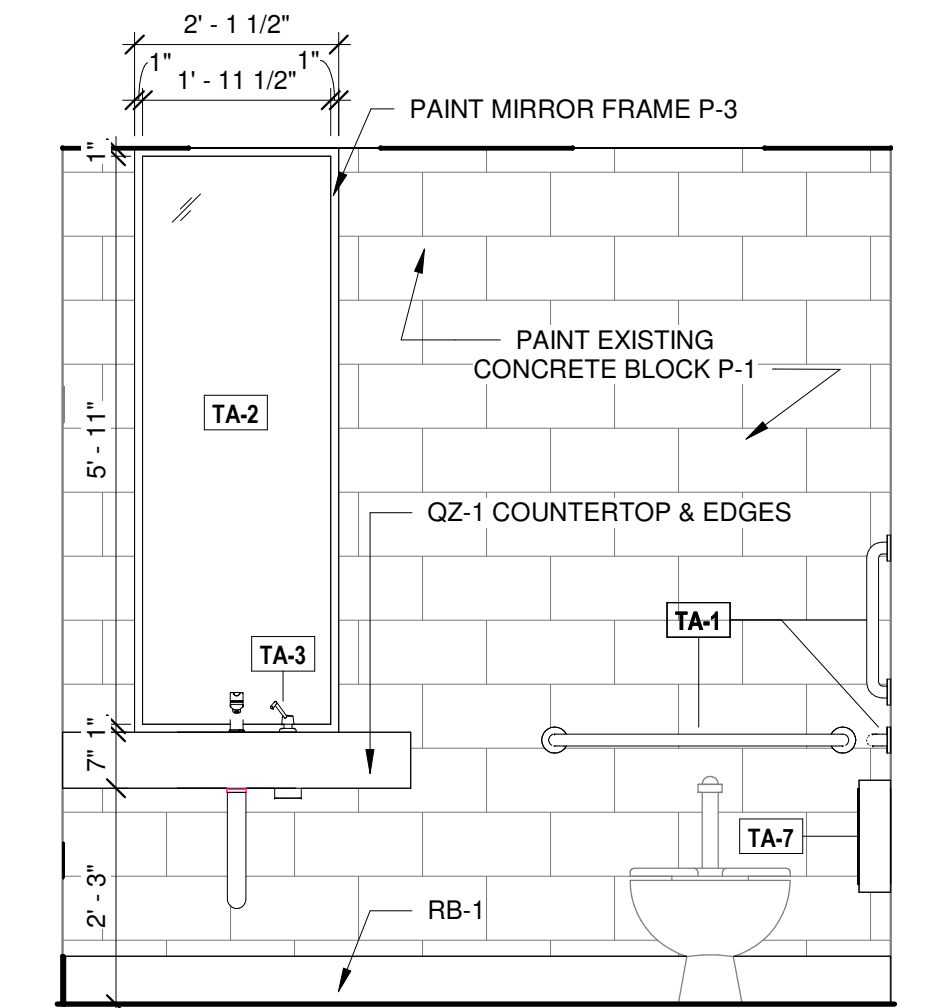 2' - 1 1/2"
1"
1"
1' - 11 1/2"
PAINT MIRROR FRAME P-3
1"
PAINT EXISTING
CONCRETE BLOCK P-1
TA-2
5' - 11"
QZ-1 COUNTERTOP & EDGES
TA-1
TA-3
1"
7"
TA-7
2' - 3"
RB-1